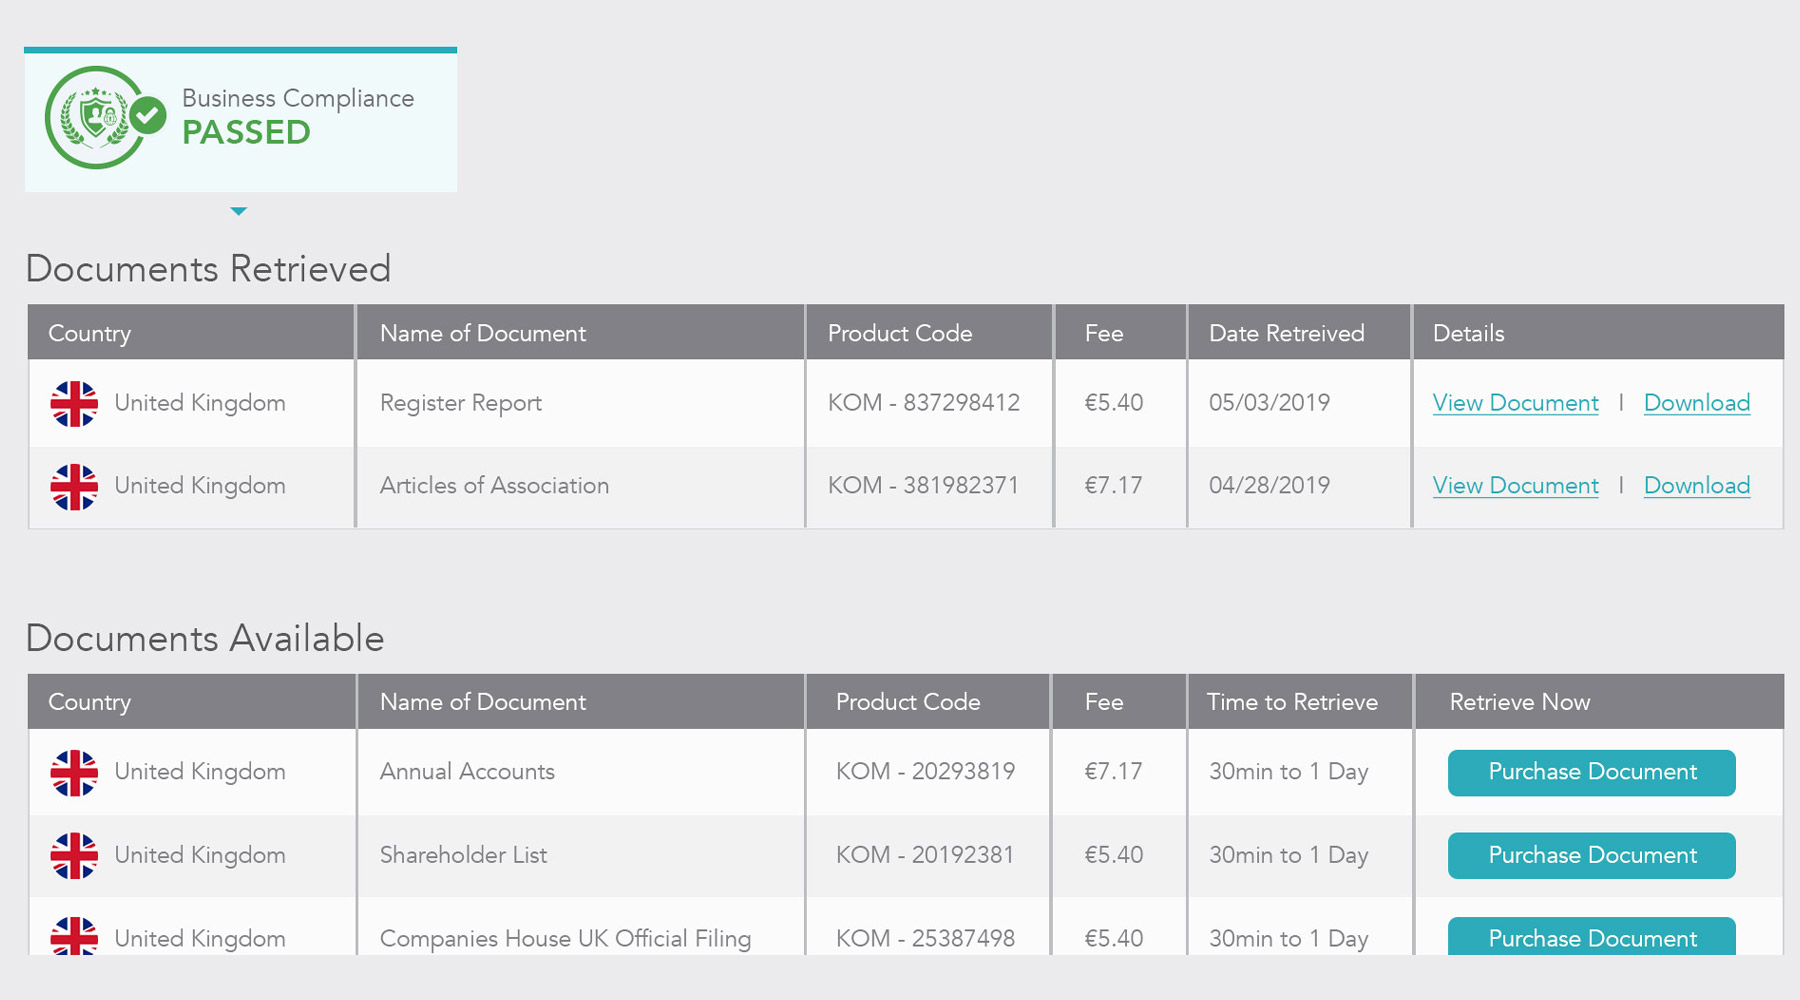 Business Compliance
PASSED
Documents Retrieved
Country Name of Document Product Code Fee Date Retreived Details
United Kingdom Register Report KOM - 837298412 €5.40 05/03/2019 View Document | Download
United Kingdom Articles of Association KOM - 381982371 €7.17 04/28/2019 View Document | Download
Documents Available
Country Name of Document Product Code Fee Time to Retrieve Retrieve Now
United Kingdom Annual Accounts KOM - 20293819 €7.17 30min to 1 Day Purchase Document
United Kingdom Shareholder List KOM - 20192381 €5.40 30min to 1 Day Purchase Document
United Kingdom Companies House UK Official Filing KOM - 25387498 €5.40 30min to 1 Day Purchase Document